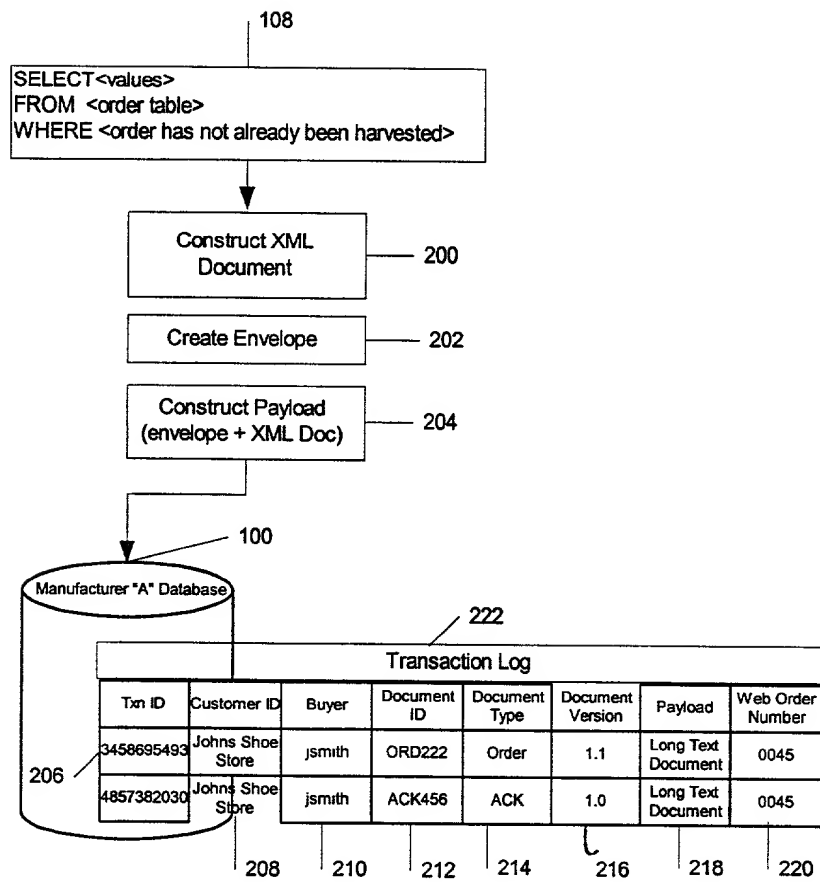 108
SELECT<values>
FROM <order table>
WHERE <order has not already been harvested>
Construct XML
Document
200
Create Envelope
202
Construct Payload
(envelope + XML Doc)
204
100
Manufacturer "A" Database
222
Transaction Log
Txn ID Customer ID Buyer Document ID Document Type Document Version Payload Web Order Number
3458695493 Johns Shoe Store jsmith ORD222 Order 1.1 Long Text Document 0045
206
4857382030 Johns Shoe Store jsmith ACK456 ACK 1.0 Long Text Document 0045
208 210 212 214 216 218 220